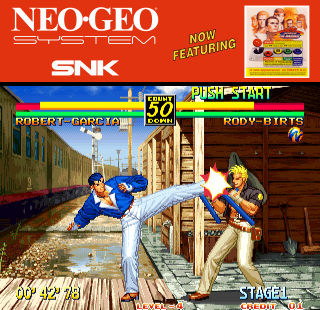 NEO•GEO
SYSTEM
SNK
NOW
FEATURING
PUSH START
COUNT
50
DOWN
ROBERT-GARCIA
RODY-BIRTS
00'42"78
STAGE1
LEVEL-4
CREDIT 01